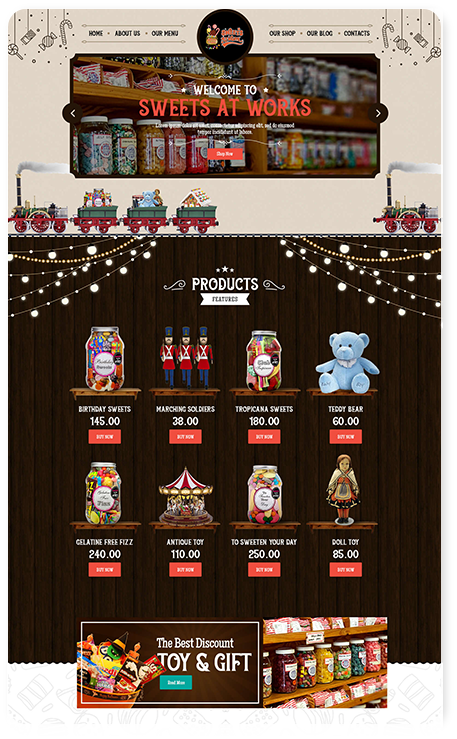 HOME • ABOUT US • OUR MENU
OUR SHOP • OUR BLOG • CONTACTS
WELCOME TO
SWEETS AT WORKS
Shop Now
PRODUCTS
FEATURES
BIRTHDAY SWEETS
MARCHING SOLDIERS
TROPICANA SWEETS
TEDDY BEAR
145.00
38.00
180.00
60.00
BUY NOW
BUY NOW
BUY NOW
BUY NOW
GELATINE FREE FIZZ
ANTIQUE TOY
TO SWEETEN YOUR DAY
DOLL TOY
240.00
110.00
250.00
85.00
BUY NOW
BUY NOW
BUY NOW
BUY NOW
The Best Discount
TOY & GIFT
Read More